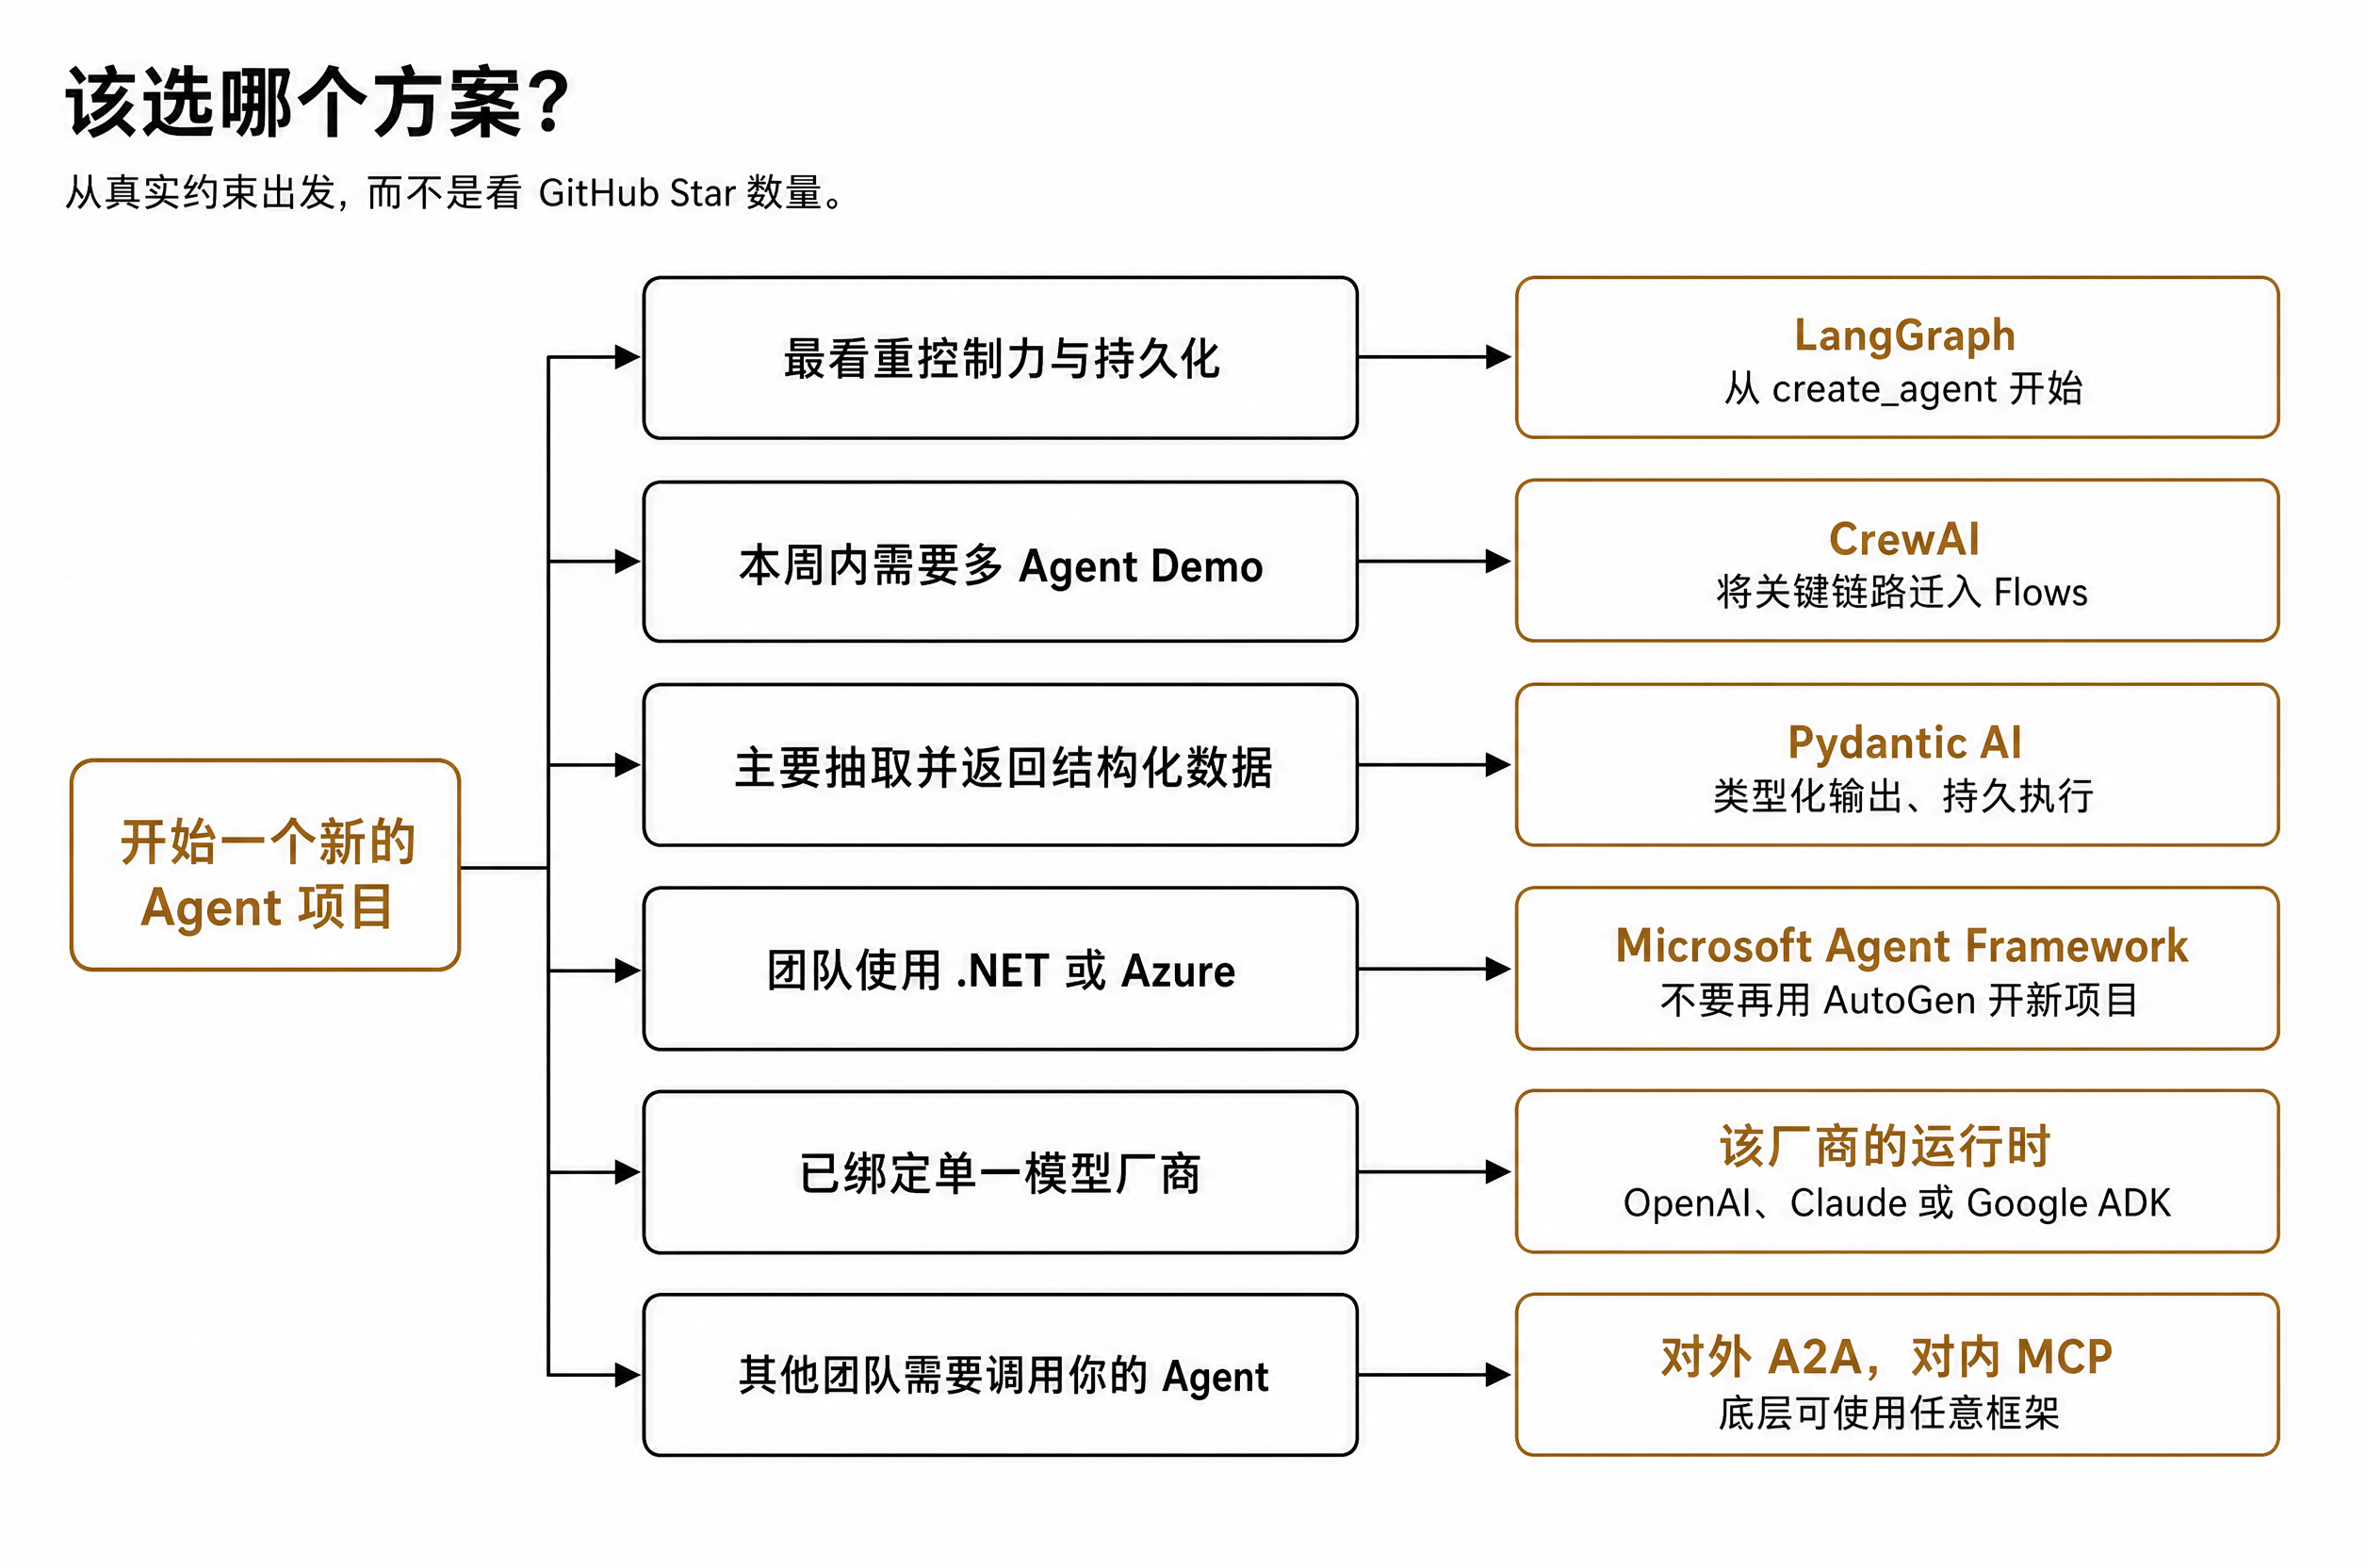 该选哪个方案？
从真实约束出发，而不是看 GitHub Star 数量。
最看重控制力与持久化
LangGraph
从 create_agent 开始
本周内需要多 Agent Demo
CrewAI
将关键链路迁入 Flows
主要抽取并返回结构化数据
Pydantic AI
类型化输出、持久执行
开始一个新的
Agent 项目
团队使用 .NET 或 Azure
Microsoft Agent Framework
不要再用 AutoGen 开新项目
已绑定单一模型厂商
该厂商的运行时
OpenAI、Claude 或 Google ADK
其他团队需要调用你的 Agent
对外 A2A，对内 MCP
底层可使用任意框架